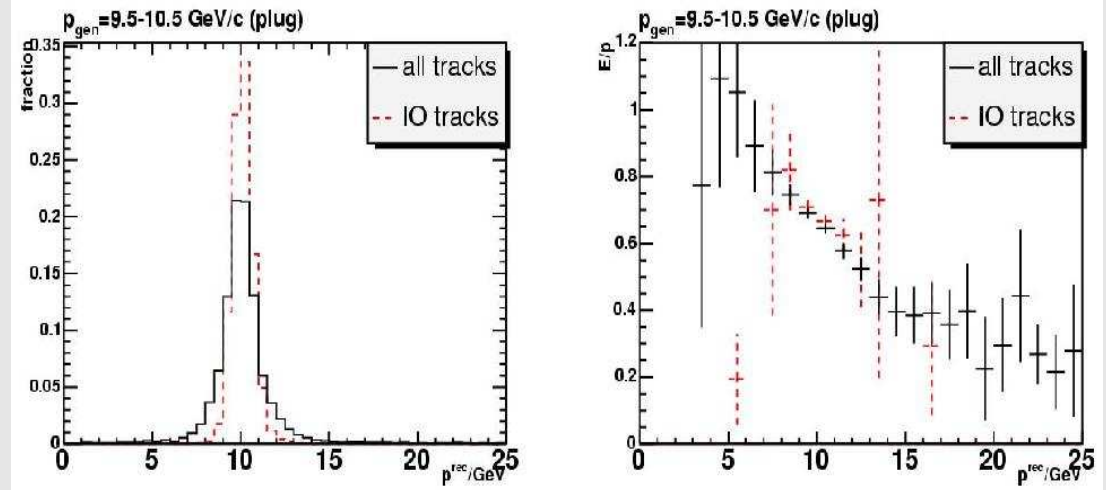 p_gen=9.5-10.5 GeV/c (plug)
fraction
0.35
0.3
0.25
0.2
0.15
0.1
0.05
0
all tracks
IO tracks
0 5 10 15 20 25
p^rec/GeV
p_gen=9.5-10.5 GeV/c (plug)
E/p
1.2
1
0.8
0.6
0.4
0.2
0
all tracks
IO tracks
0 5 10 15 20 25
p^rec/GeV